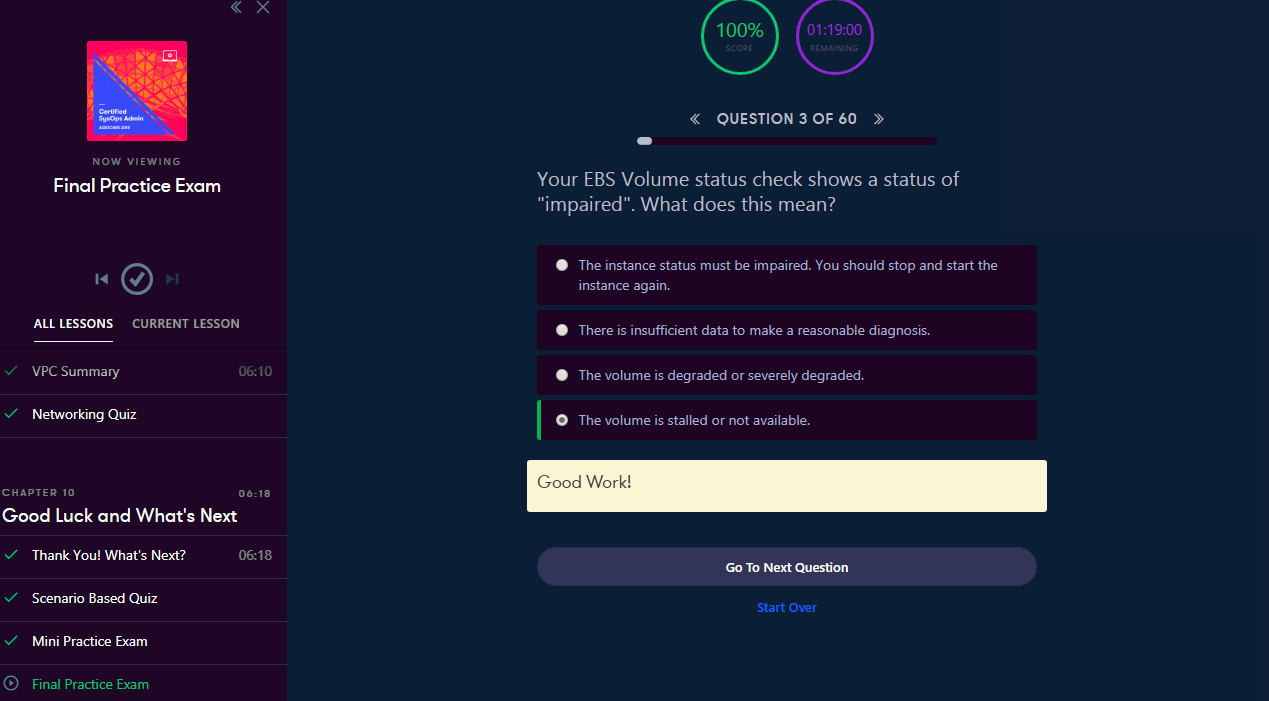 Certified
SysOps Admin
ASSOCIATE 2019
NOW VIEWING
Final Practice Exam
ALL LESSONS CURRENT LESSON
VPC Summary 06:10
Networking Quiz
CHAPTER 10 06:18
Good Luck and What's Next
Thank You! What's Next? 06:18
Scenario Based Quiz
Mini Practice Exam
Final Practice Exam
100%
SCORE
01:19:00
REMAINING
QUESTION 3 OF 60
Your EBS Volume status check shows a status of
"impaired". What does this mean?
The instance status must be impaired. You should stop and start the
instance again.
There is insufficient data to make a reasonable diagnosis.
The volume is degraded or severely degraded.
The volume is stalled or not available.
Good Work!
Go To Next Question
Start Over